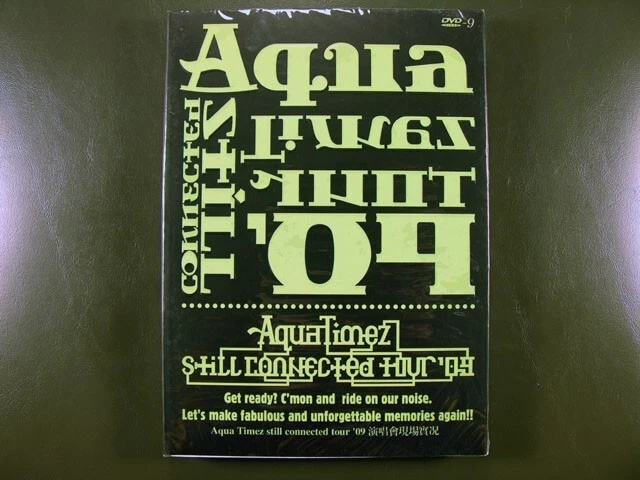 DVD-9
Aqua
Timez
still
connected
Tour
'09
Aqua Timez
still connected tour '09
Get ready? C'mon and ride on our noise.
Let's make fabulous and unforgettable memories again!!
Aqua Timez still connected tour '09 演唱會現場實況